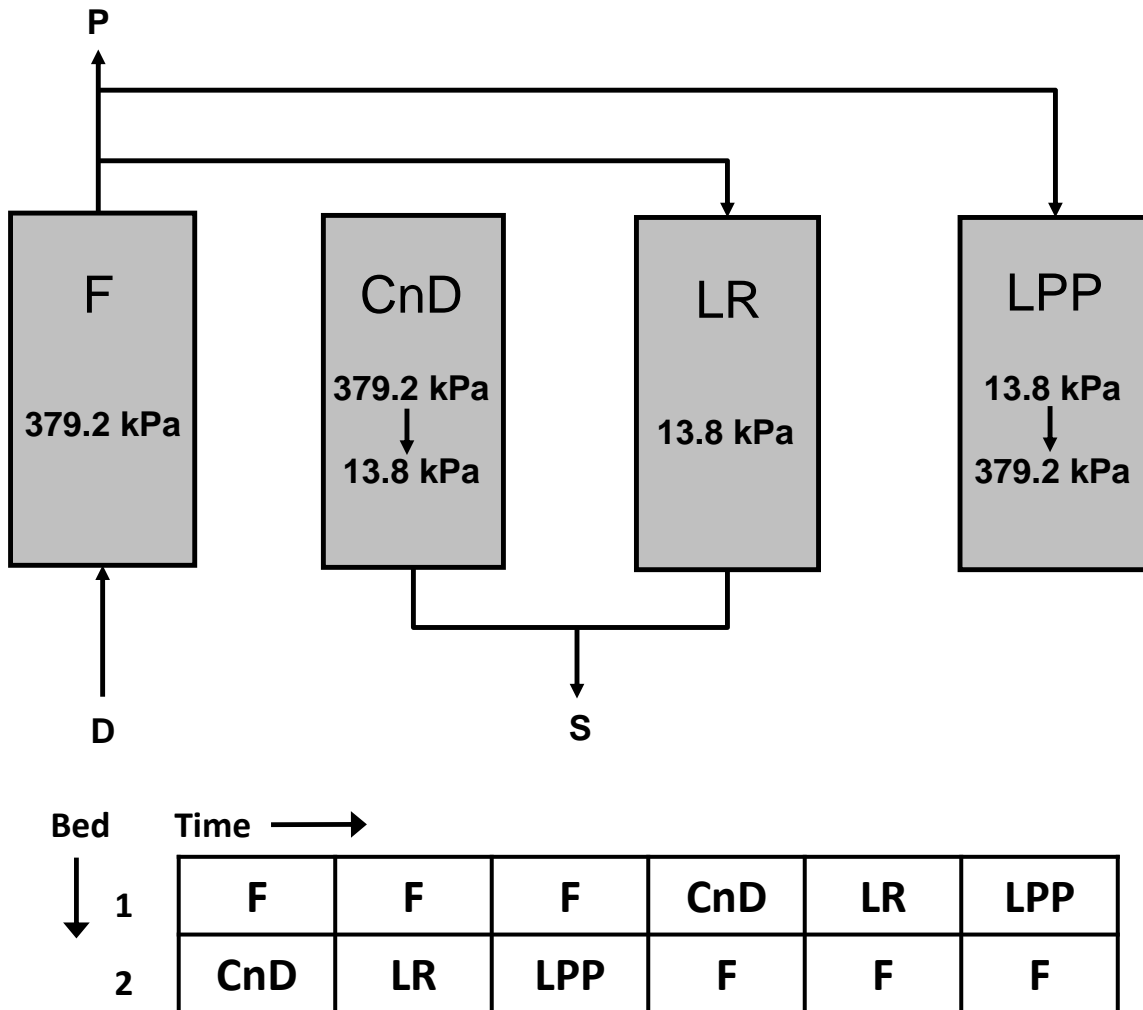 P
F
CnD
LR
LPP
379.2 kPa
379.2 kPa
13.8 kPa
13.8 kPa
13.8 kPa
379.2 kPa
D
S
Bed
Time
1
F
F
F
CnD
LR
LPP
2
CnD
LR
LPP
F
F
F